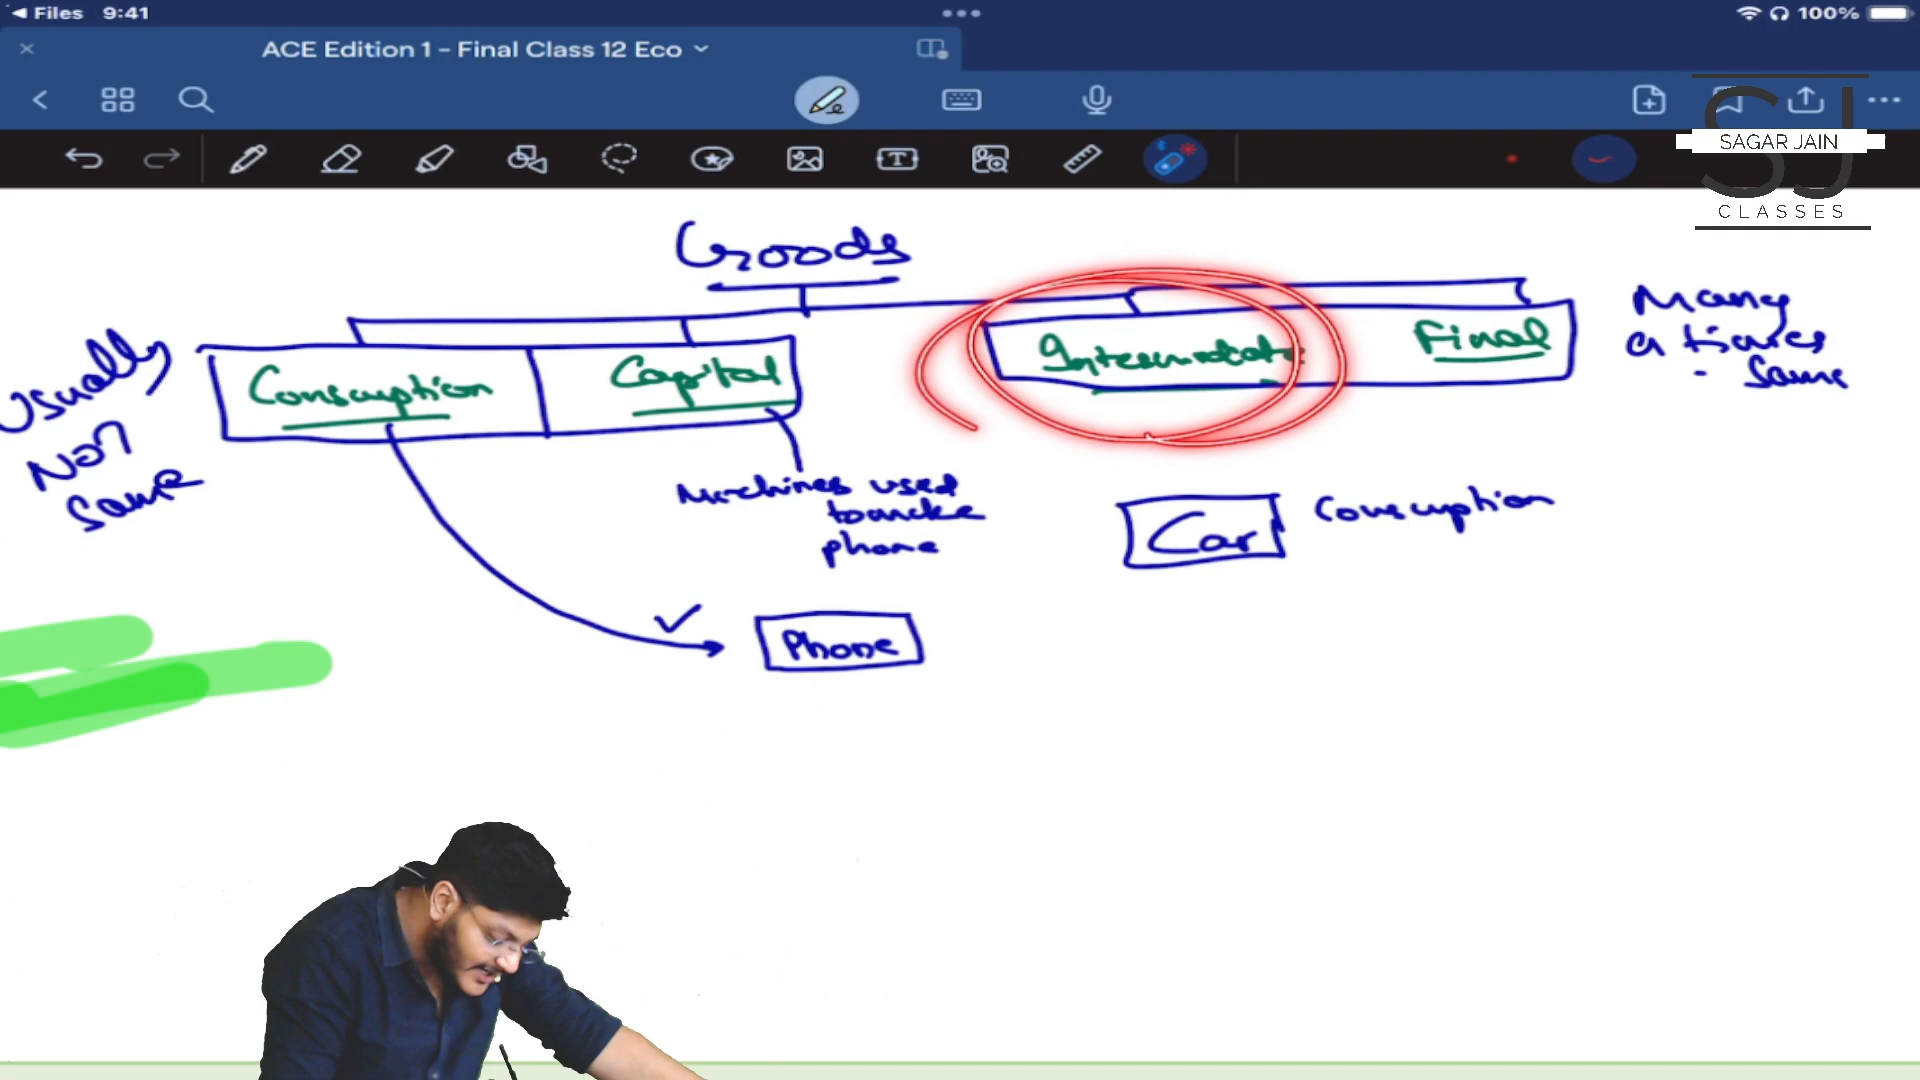 Files 9:41
100%
ACE Edition 1 - Final Class 12 Eco
SAGAR JAIN
SJ
CLASSES
Goods
Usually
Not
Same
Consumption
Capital
Intermediate
Final
Many
a times
Same
Machines used
to make
phone
Car
Consumption
Phone